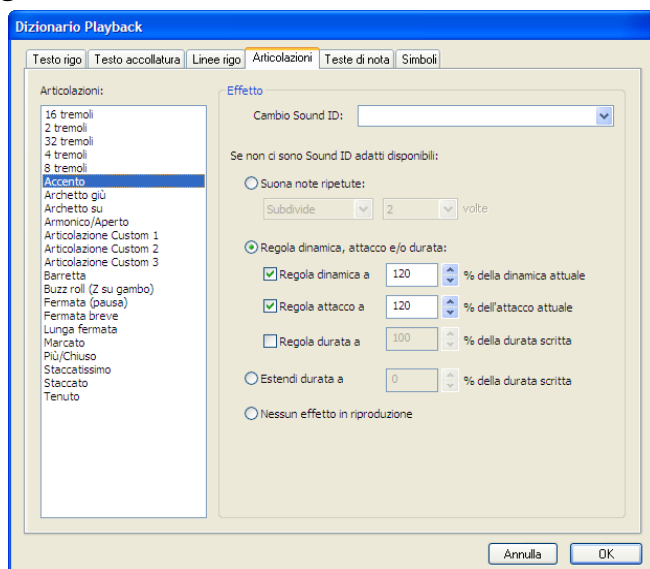 Dizionario Playback
Testo rigo Testo accollatura Linee rigo Articolazioni Teste di nota Simboli
Articolazioni:
16 tremoli
2 tremoli
32 tremoli
4 tremoli
8 tremoli
Accento
Archetto giù
Archetto su
Armonico/Aperto
Articolazione Custom 1
Articolazione Custom 2
Articolazione Custom 3
Barretta
Buzz roll (Z su gambo)
Fermata (pausa)
Fermata breve
Lunga fermata
Marcato
Più/Chiuso
Staccatissimo
Staccato
Tenuto
Effetto
Cambio Sound ID:
Se non ci sono Sound ID adatti disponibili:
Suona note ripetute:
Subdivide 2 volte
Regola dinamica, attacco e/o durata:
Regola dinamica a 120 % della dinamica attuale
Regola attacco a 120 % dell'attacco attuale
Regola durata a 100 % della durata scritta
Estendi durata a 0 % della durata scritta
Nessun effetto in riproduzione
Annulla OK